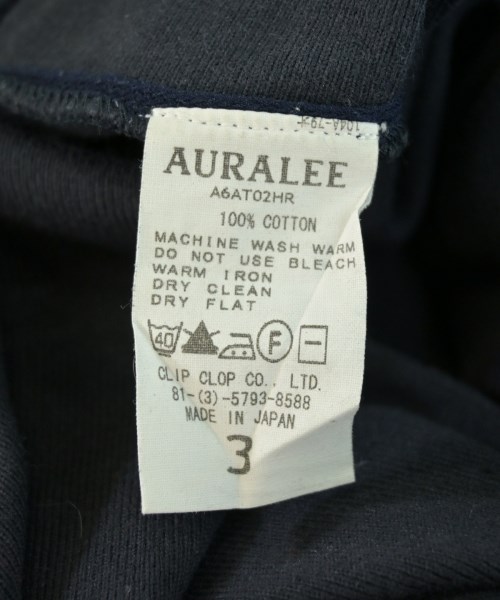 AURALEE
A6AT02HR
100% COTTON
MACHINE WASH WARM
DO NOT USE BLEACH
WARM IRON
DRY CLEAN
DRY FLAT
40 F
CLIP CLOP CO., LTD.
81-(3)-5793-8588
MADE IN JAPAN
3